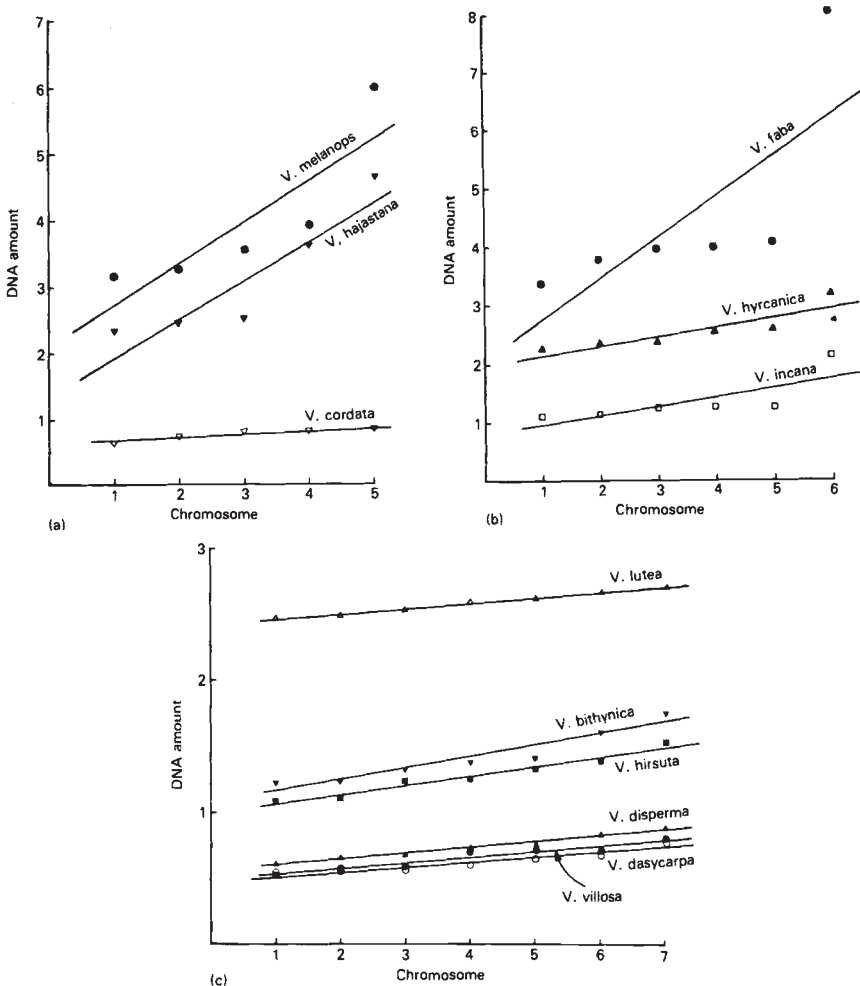 7
6
5
4
3
2
1
DNA amount
V. melanops
V. hajastana
V. cordata
1 2 3 4 5
Chromosome
(a)
8
7
6
5
4
3
2
1
DNA amount
V. faba
V. hyrcanica
V. incana
1 2 3 4 5 6
Chromosome
(b)
3
2
1
DNA amount
V. lutea
V. bithynica
V. hirsuta
V. disperma
V. dasycarpa
V. villosa
1 2 3 4 5 6 7
Chromosome
(c)